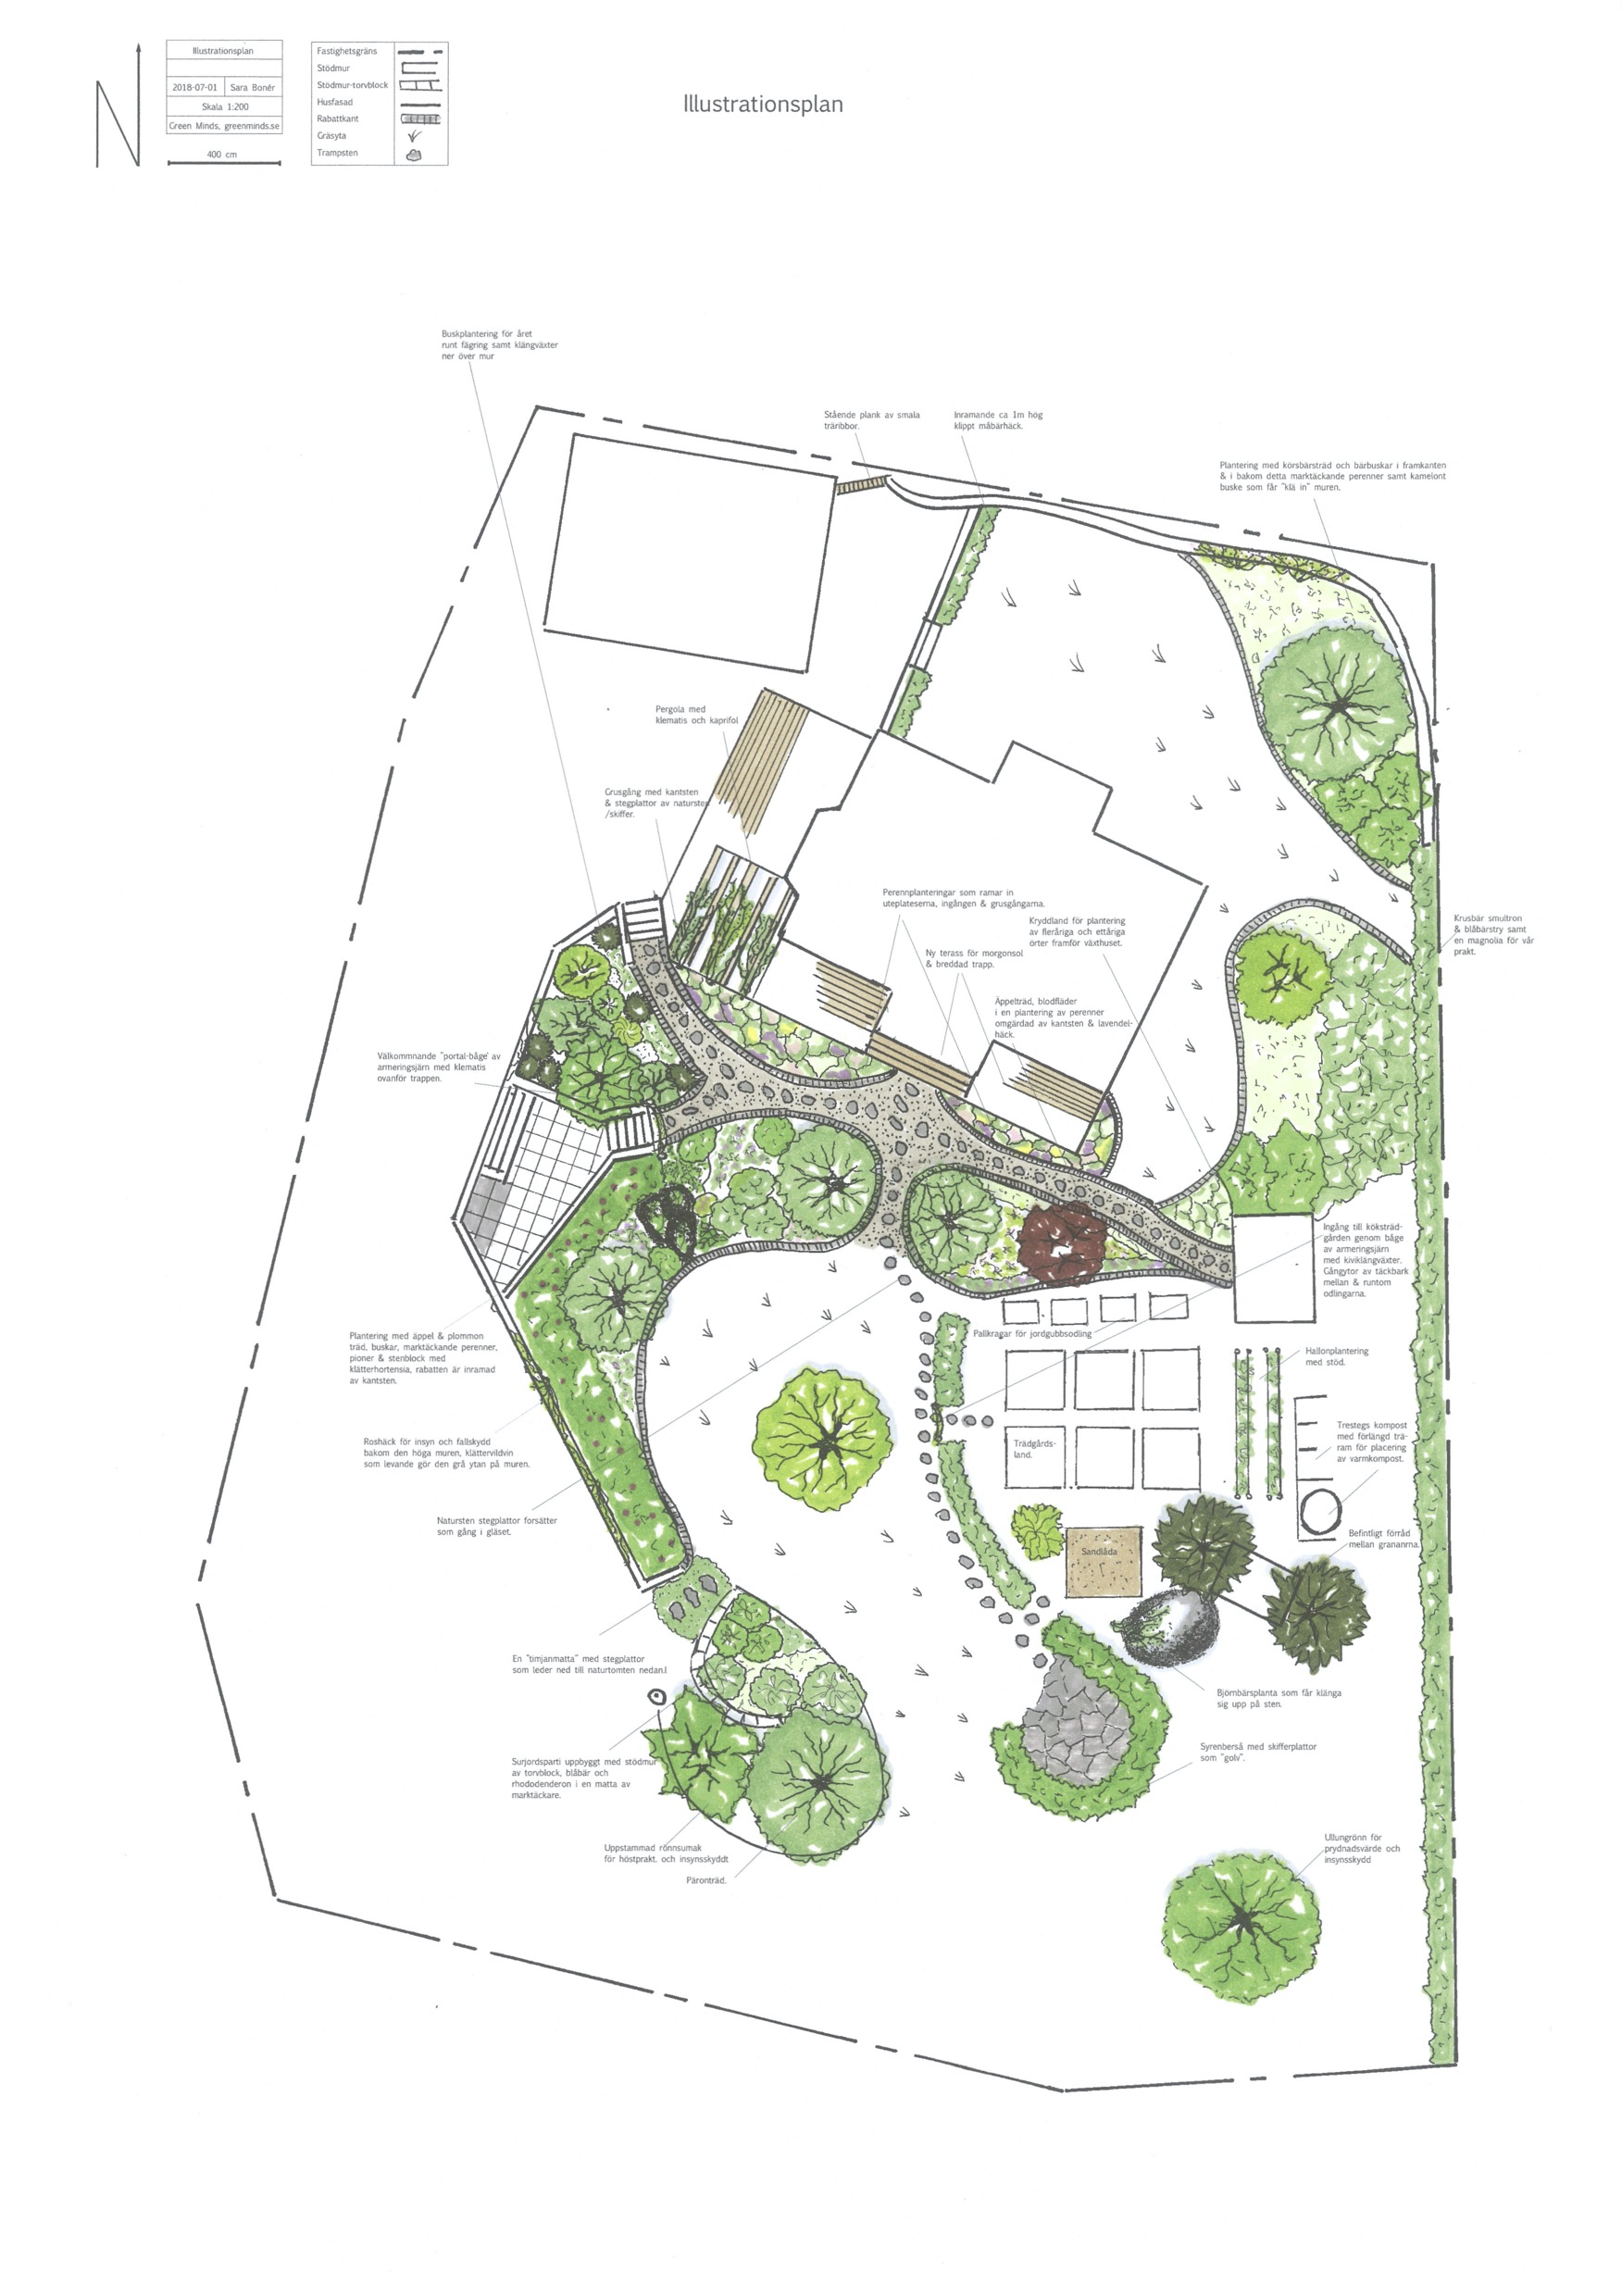 Illustrationsplan
2018-07-01 Sara Bonér
Skala 1:200
Green Minds, greenminds.se
400 cm
Fastighetsgräns
Stödmur
Stödmur-torvblock
Husfasad
Rabattkant
Gräsyta
Trampsten
Illustrationsplan
Buskplantering för året
runt fägring samt klängväxter
ner över mur
Stående plank av smala
träribbor.
Inramande ca 1m hög
klippt måbärhäck.
Plantering med körsbärsträd och bärbuskar i framkanten
& i bakom detta marktäckande perenner samt kamelont
buske som får "klä in" muren.
Pergola med
klematis och kaprifol
Grusgång med kantsten
& stegplattor av natursten
/skiffer.
Perennplanteringar som ramar in
uteplatserna, ingången & grusgångarna.
Kryddland för plantering
av fleråriga och ettåriga
örter framför växthuset.
Ny terass för morgonsol
& breddad trapp.
Äppelträd, blodfläder
i en plantering av perenner
omgärdad av kantsten & lavendel-
häck.
Krusbär smultron
& blåbärstry samt
en magnolia för vår
prakt.
Välkommnande "portal-båge' av
armeringsjärn med klematis
ovanför trappen.
Ingång till köksträd-
gården genom båge
av armeringsjärn
med kiviklängväxter.
Gångytor av täckbark
mellan & runtom
odlingarna.
Plantering med äppel & plommon
träd, buskar, marktäckande perenner,
pioner & stenblock med
klätterhortensia, rabatten är inramad
av kantsten.
Pallkragar för jordgubbsodling
Hallonplantering
med stöd.
Roshäck för insyn och fallskydd
bakom den höga muren, klättervildvin
som levande gör den grå ytan på muren.
Trädgårds-
land.
Trestegs kompost
med förlängd trä-
ram för placering
av varmkompost.
Natursten stegplattor forsätter
som gång i gläset.
Sandlåda
Befintligt förråd
mellan granarna.
En "timjanmatta" med stegplattor
som leder ned till naturtomten nedan.l
Björnbärsplanta som får klänga
sig upp på sten.
Syrenberså med skifferplattor
som "golv".
Surjordsparti uppbyggt med stödmur
av torvblock, blåbär och
rhododenderon i en matta av
marktäckare.
Uppstammad rönnsumak
för höstprakt. och insynsskyddt
Päronträd.
Ullungrönn för
prydnadsvärde och
insynsskydd